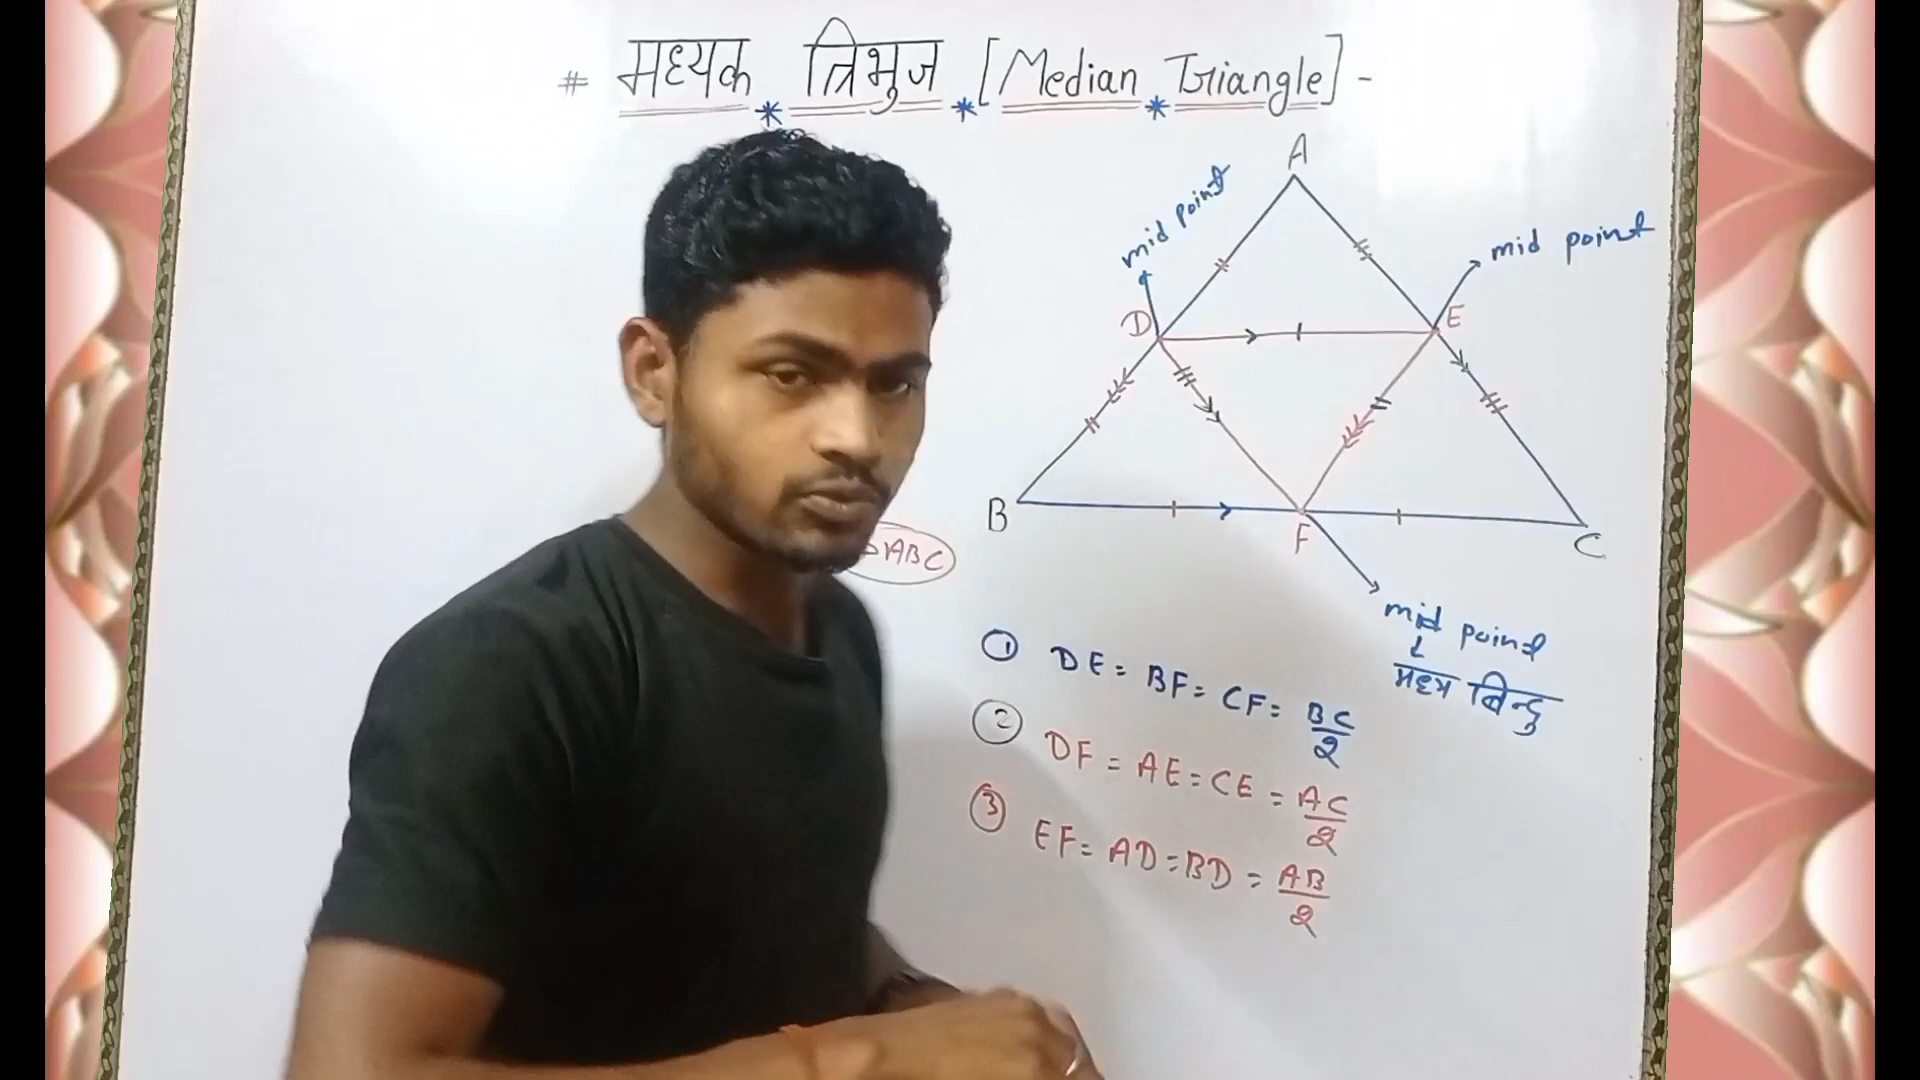 # मध्यक त्रिभुज [Median Triangle] -
A
mid point
mid point
D
E
B
F
C
ABC
mid point
मध्य बिन्दु
① DE = BF = CF = BC/2
② DF = AE = CE = AC/2
③ EF = AD = BD = AB/2